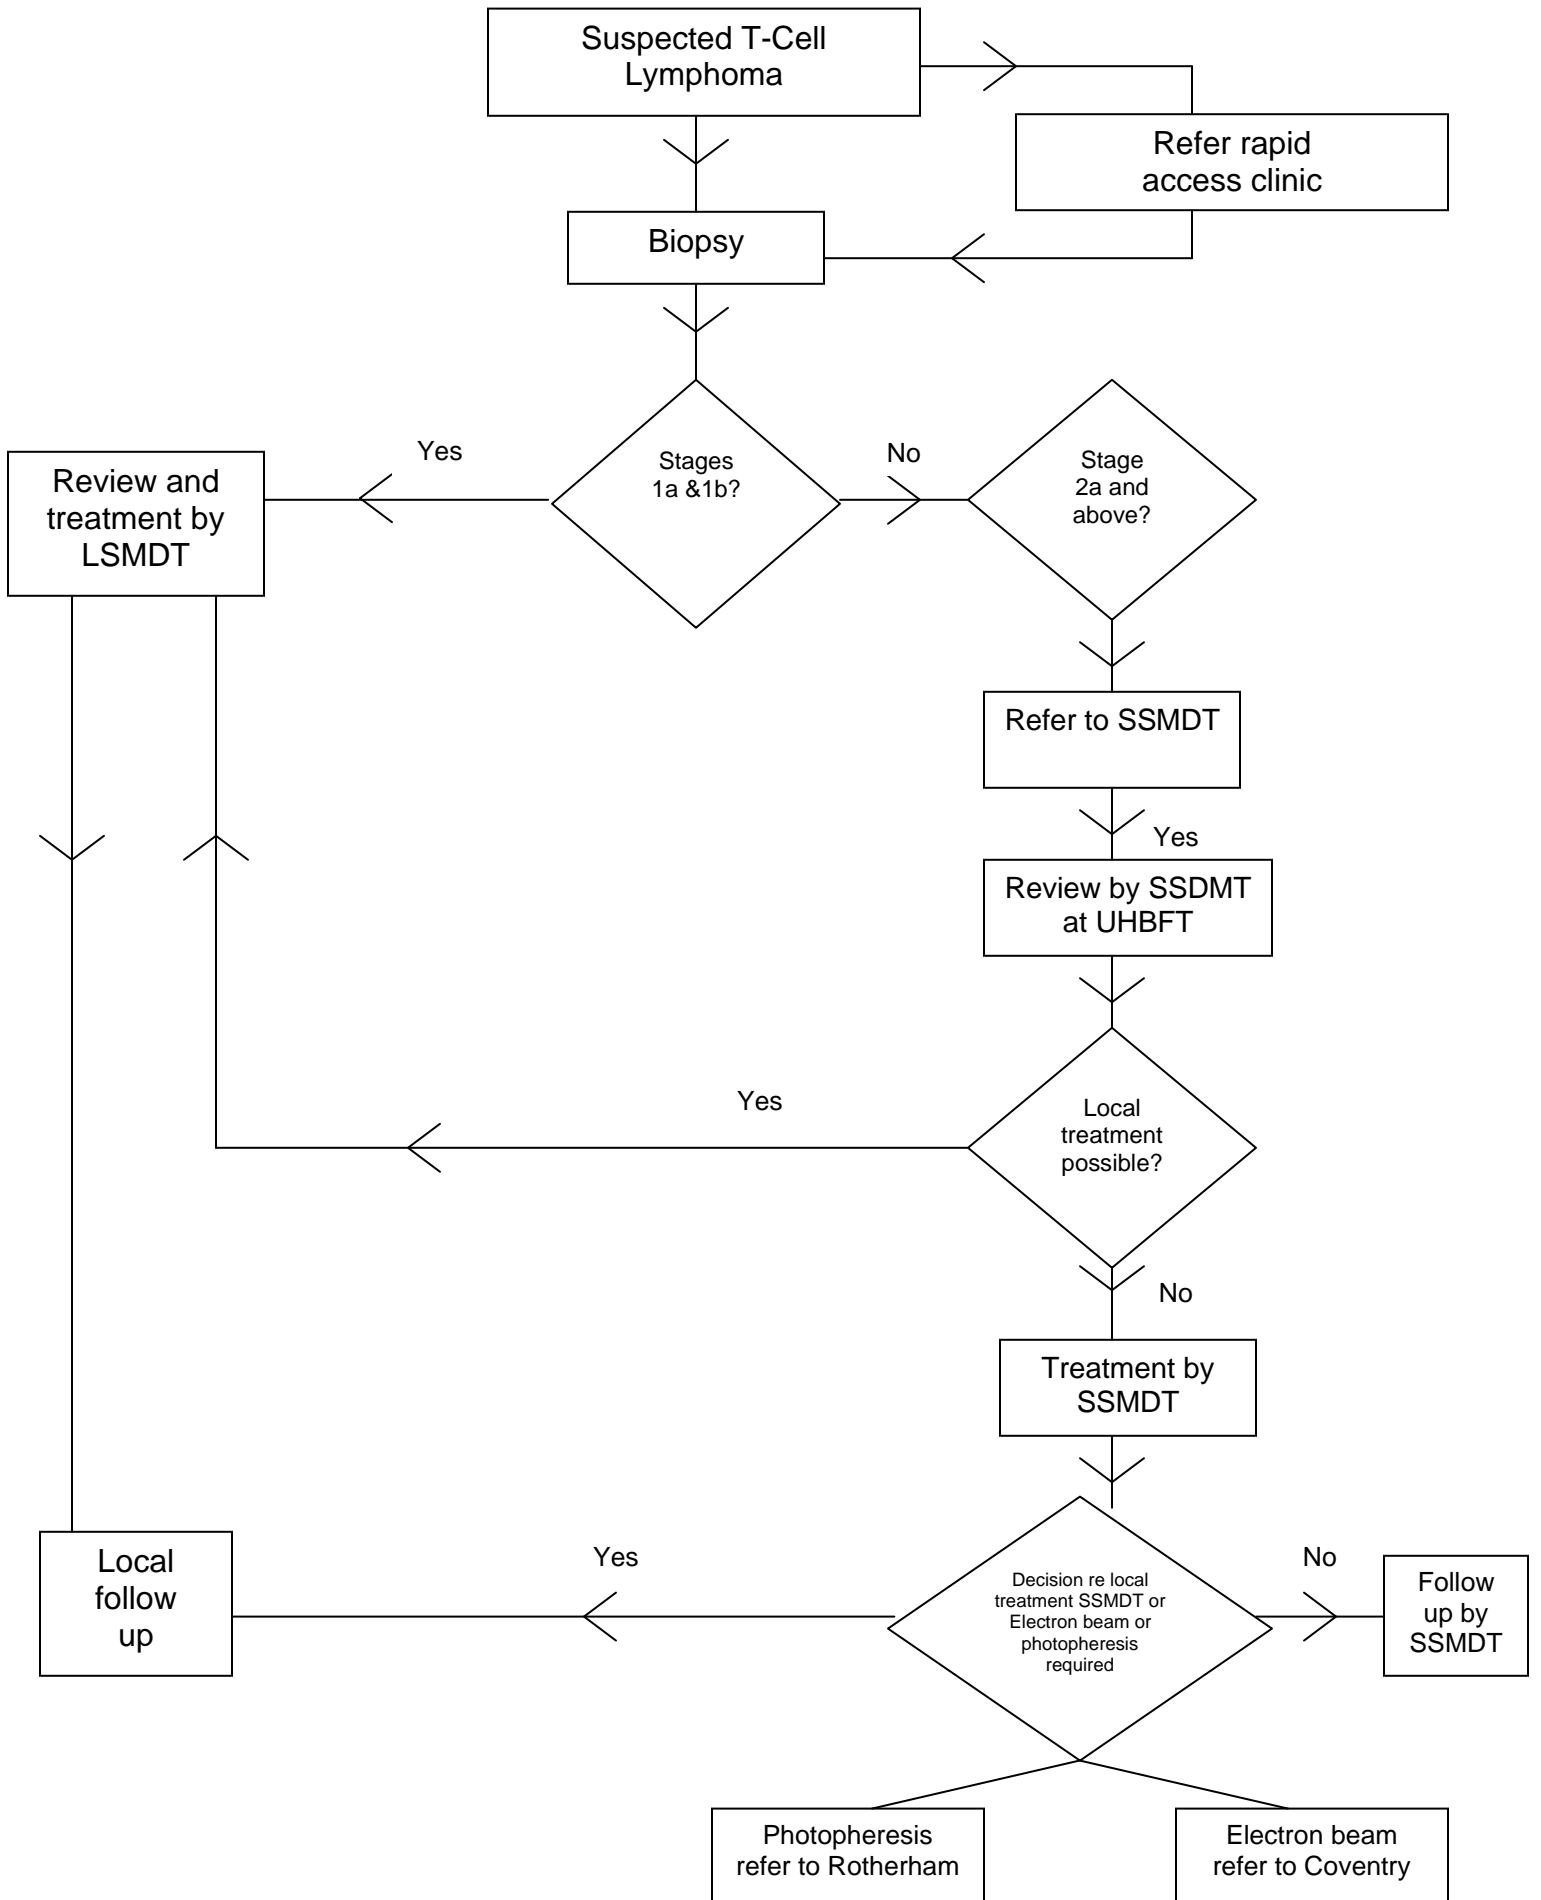 Suspected T-Cell
Lymphoma
Refer rapid
access clinic
Biopsy
Yes
Stages
1a &1b?
No
Stage
2a and
above?
Review and
treatment by
LSMDT
Refer to SSMDT
Yes
Review by SSDMT
at UHBFT
Yes
Local
treatment
possible?
No
Treatment by
SSMDT
Local
follow
up
Yes
Decision re local
treatment SSMDT or
Electron beam or
photopheresis
required
No
Follow
up by
SSMDT
Photopheresis
refer to Rotherham
Electron beam
refer to Coventry